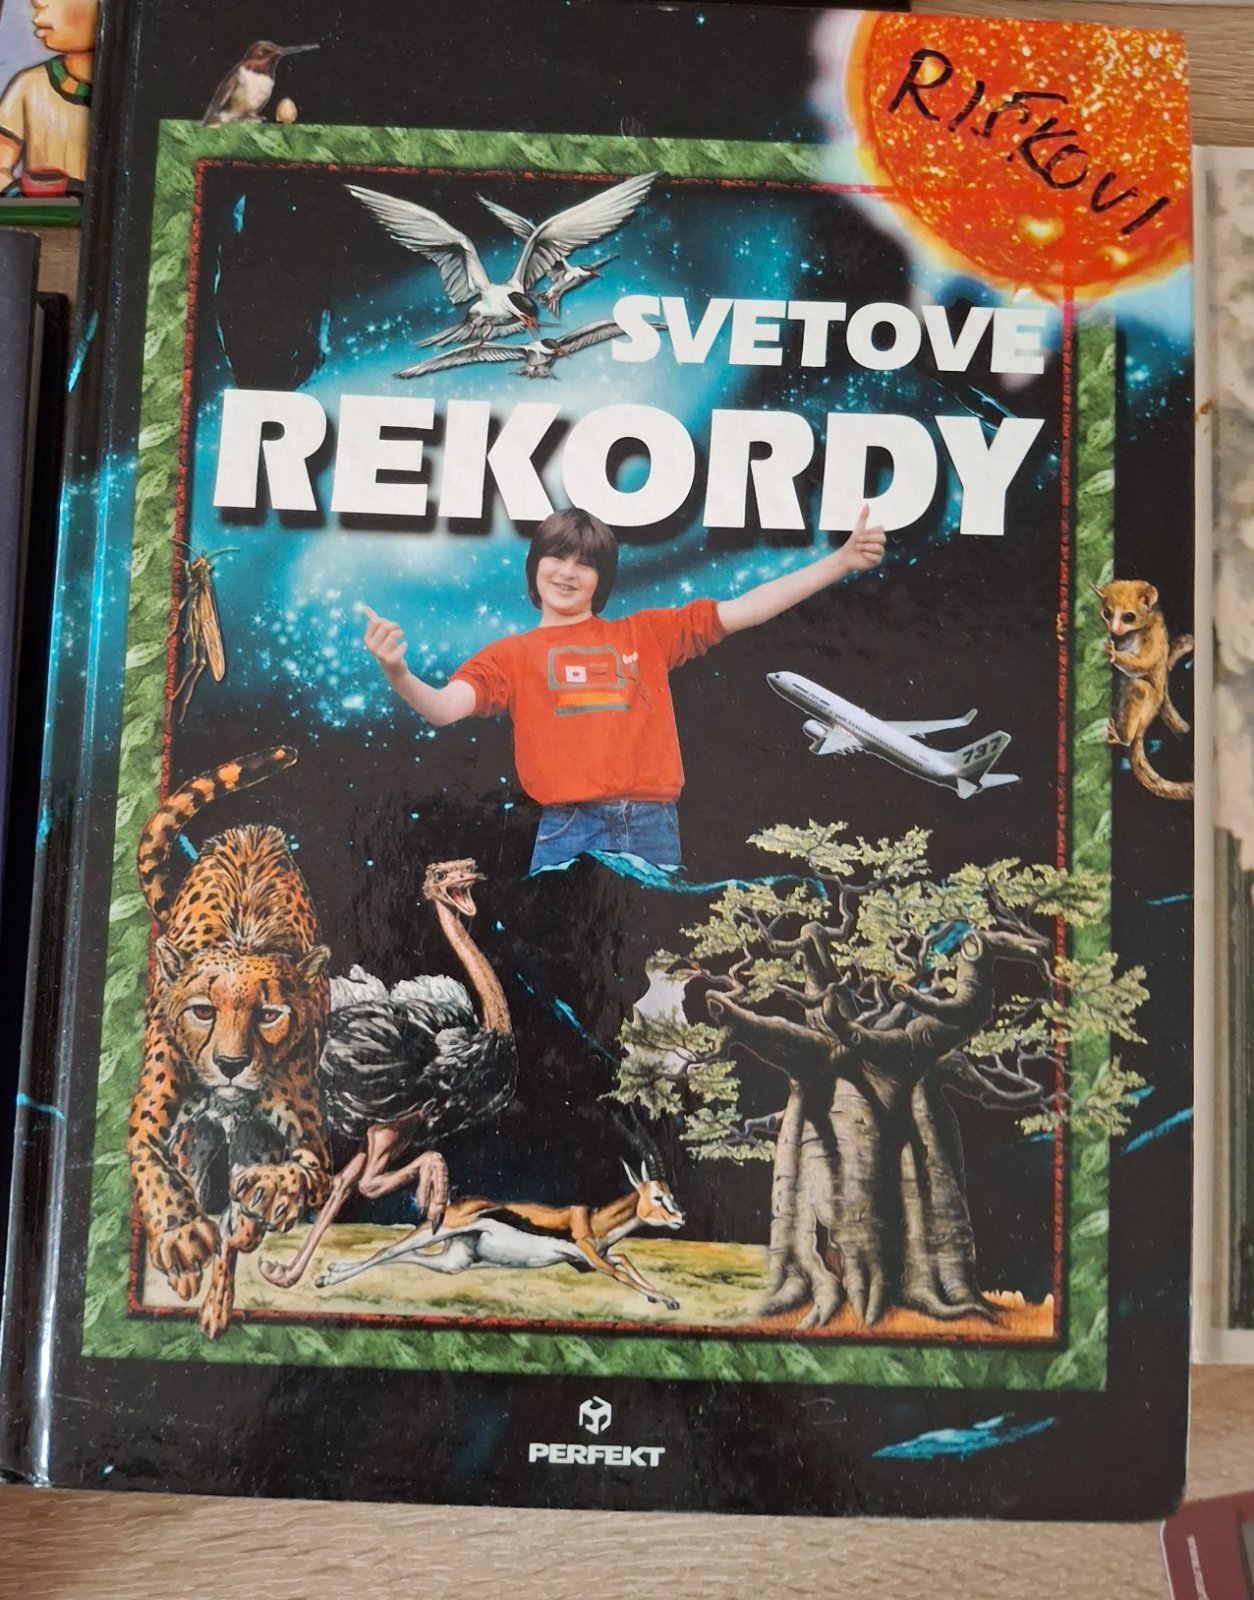 RIŠKOVI
SVETOVÉ
REKORDY
737
PERFEKT